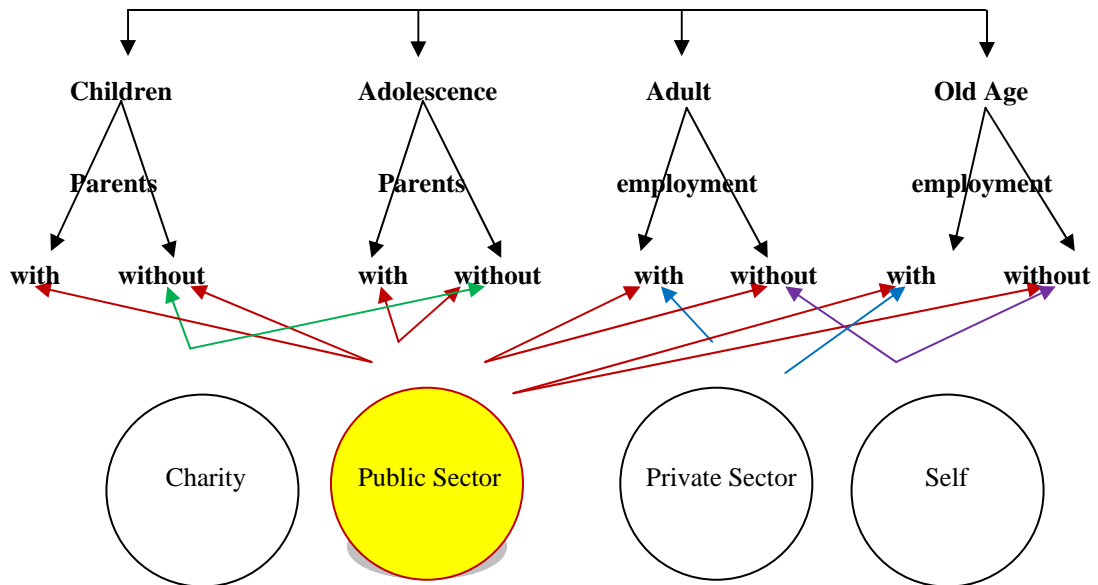 Children Adolescence Adult Old Age
Parents Parents employment employment
with without with without with without with without
Charity Public Sector Private Sector Self